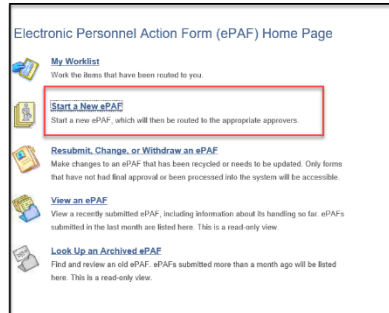 Electronic Personnel Action Form (ePAF) Home Page
My Worklist
Work the items that have been routed to you.
Start a New ePAF
Start a new ePAF, which will then be routed to the appropriate approvers.
Resubmit, Change, or Withdraw an ePAF
Make changes to an ePAF that has been recycled or needs to be updated. Only forms
that have not had final approval or been processed into the system will be accessible.
View an ePAF
View a recently submitted ePAF, including information about its handling so far. ePAFs
submitted in the last month are listed here. This is a read-only view.
Look Up an Archived ePAF
Find and review an old ePAF. ePAFs submitted more than a month ago will be listed
here. This is a read-only view.